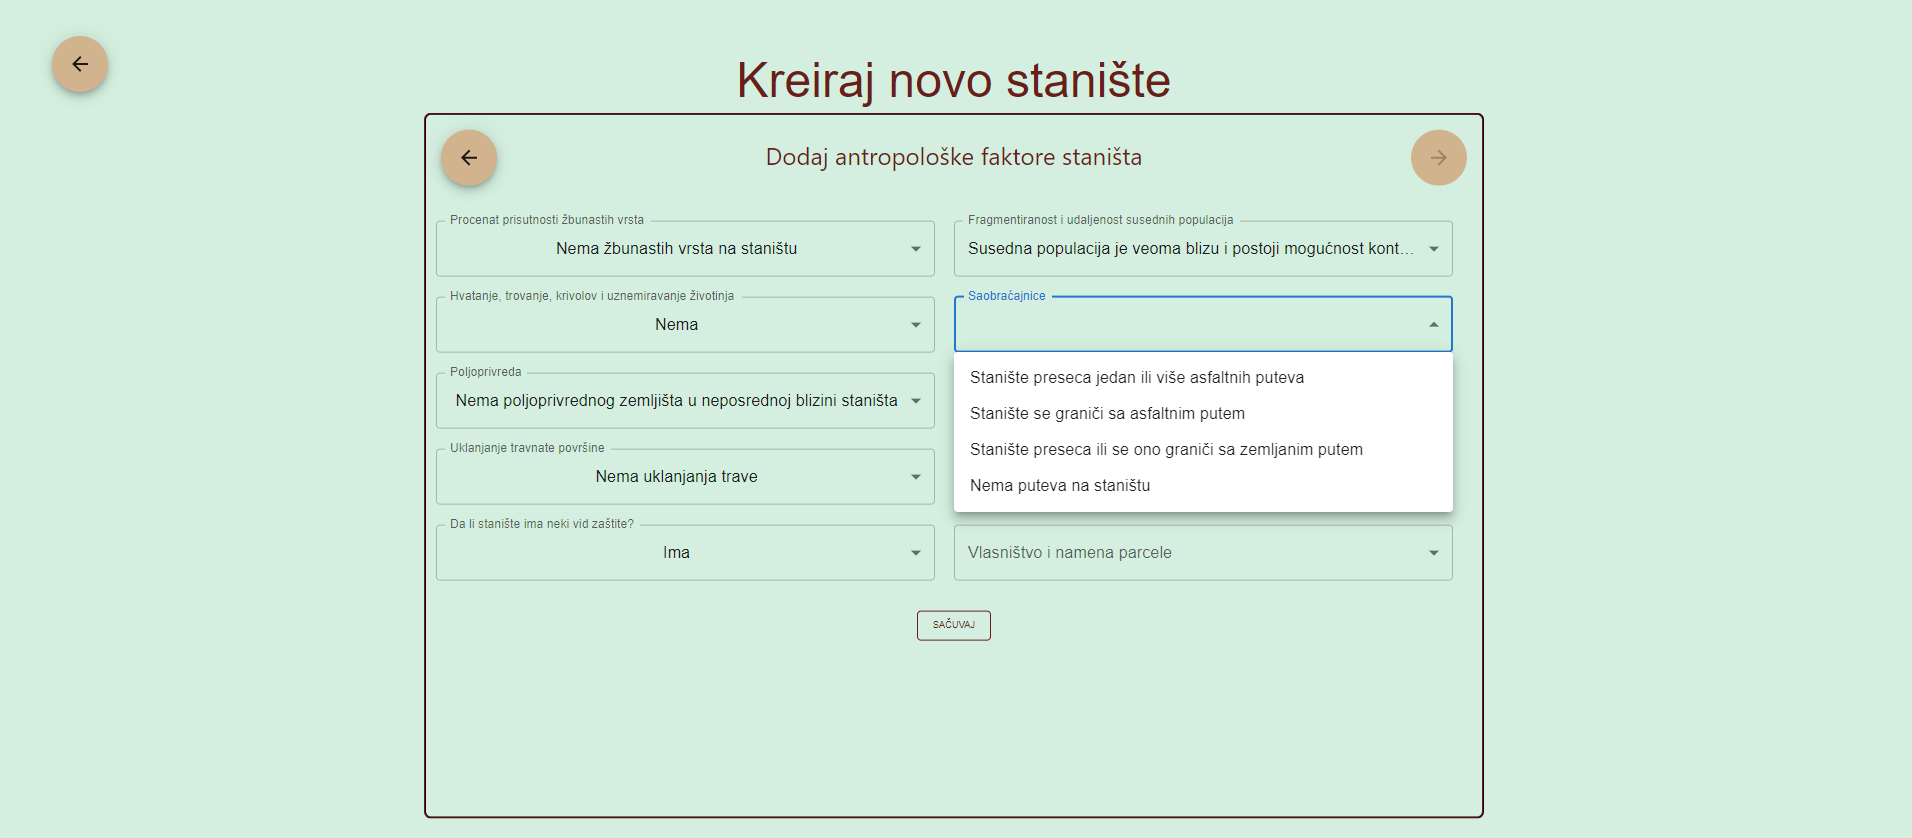 Kreiraj novo stanište
Dodaj antropološke faktore staništa
Procenat prisutnosti žbunastih vrsta
Nema žbunastih vrsta na staništu
Fragmentiranost i udaljenost susednih populacija
Susedna populacija je veoma blizu i postoji mogućnost kont...
Hvatanje, trovanje, krivolov i uznemiravanje životinja
Nema
Saobraćajnice
Poljoprivreda
Nema poljoprivrednog zemljišta u neposrednoj blizini staništa
Stanište preseca jedan ili više asfaltnih puteva
Stanište se graniči sa asfaltnim putem
Stanište preseca ili se ono graniči sa zemljanim putem
Nema puteva na staništu
Uklanjanje travnate površine
Nema uklanjanja trave
Da li stanište ima neki vid zaštite?
Ima
Vlasništvo i namena parcele
SAČUVAJ